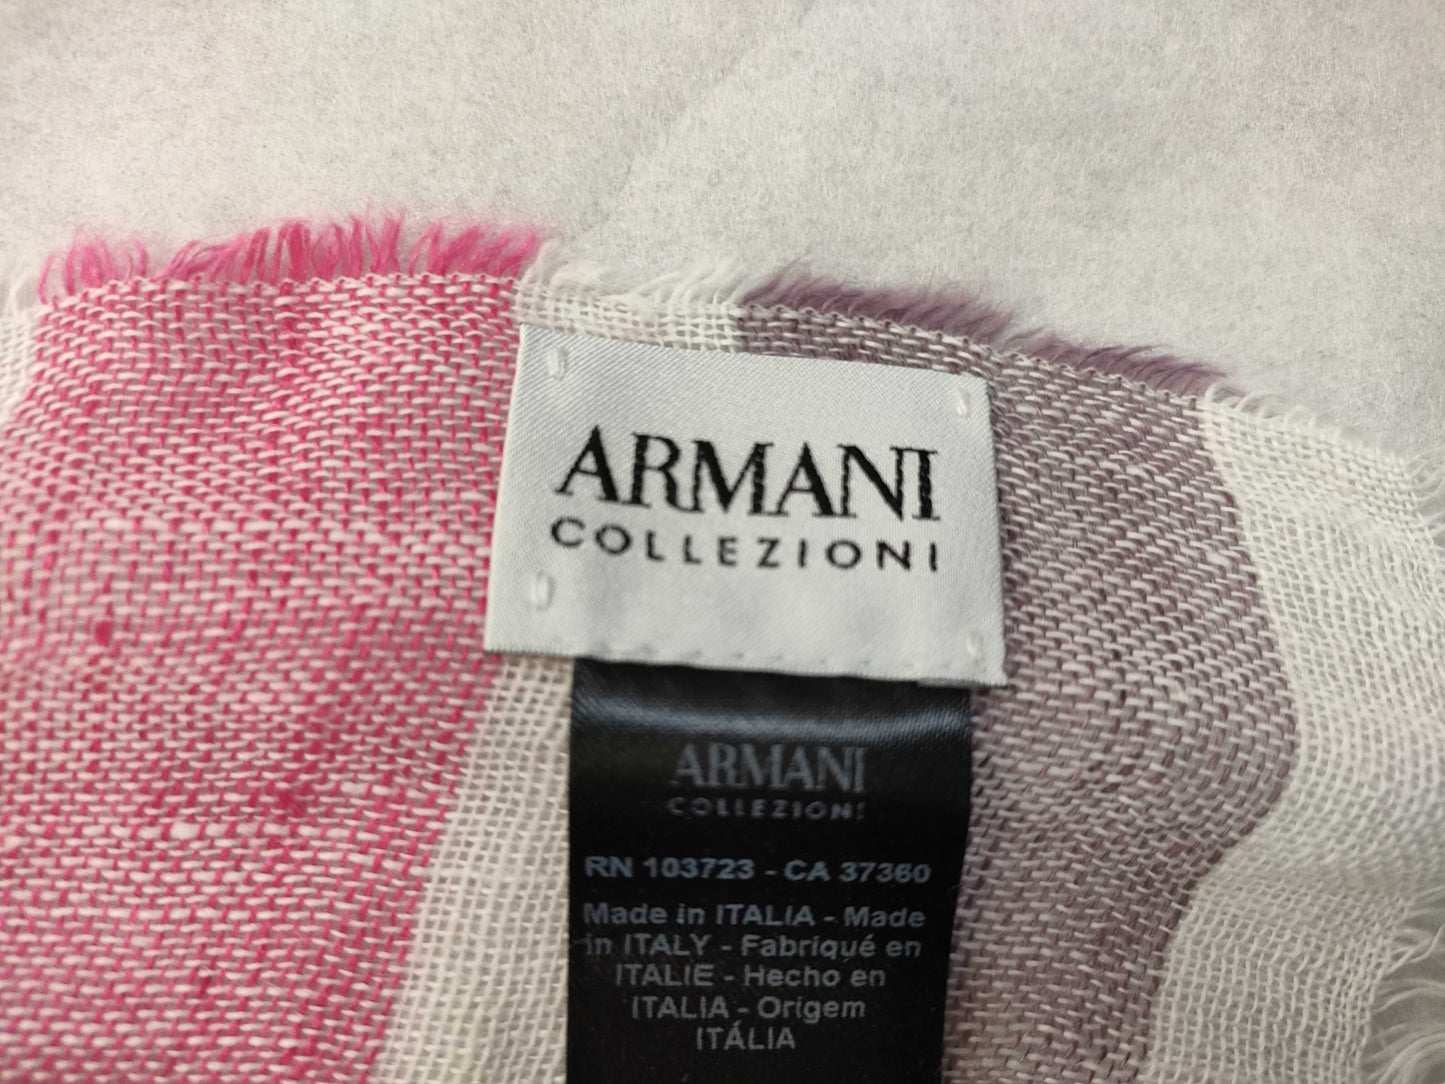 ARMANI
COLLEZIONI
ARMANI
COLLEZIONI
RN 103723 - CA 37360
Made in ITALIA - Made
in ITALY - Fabriqué en
ITALIE - Hecho en
ITALIA - Origem
ITÁLIA